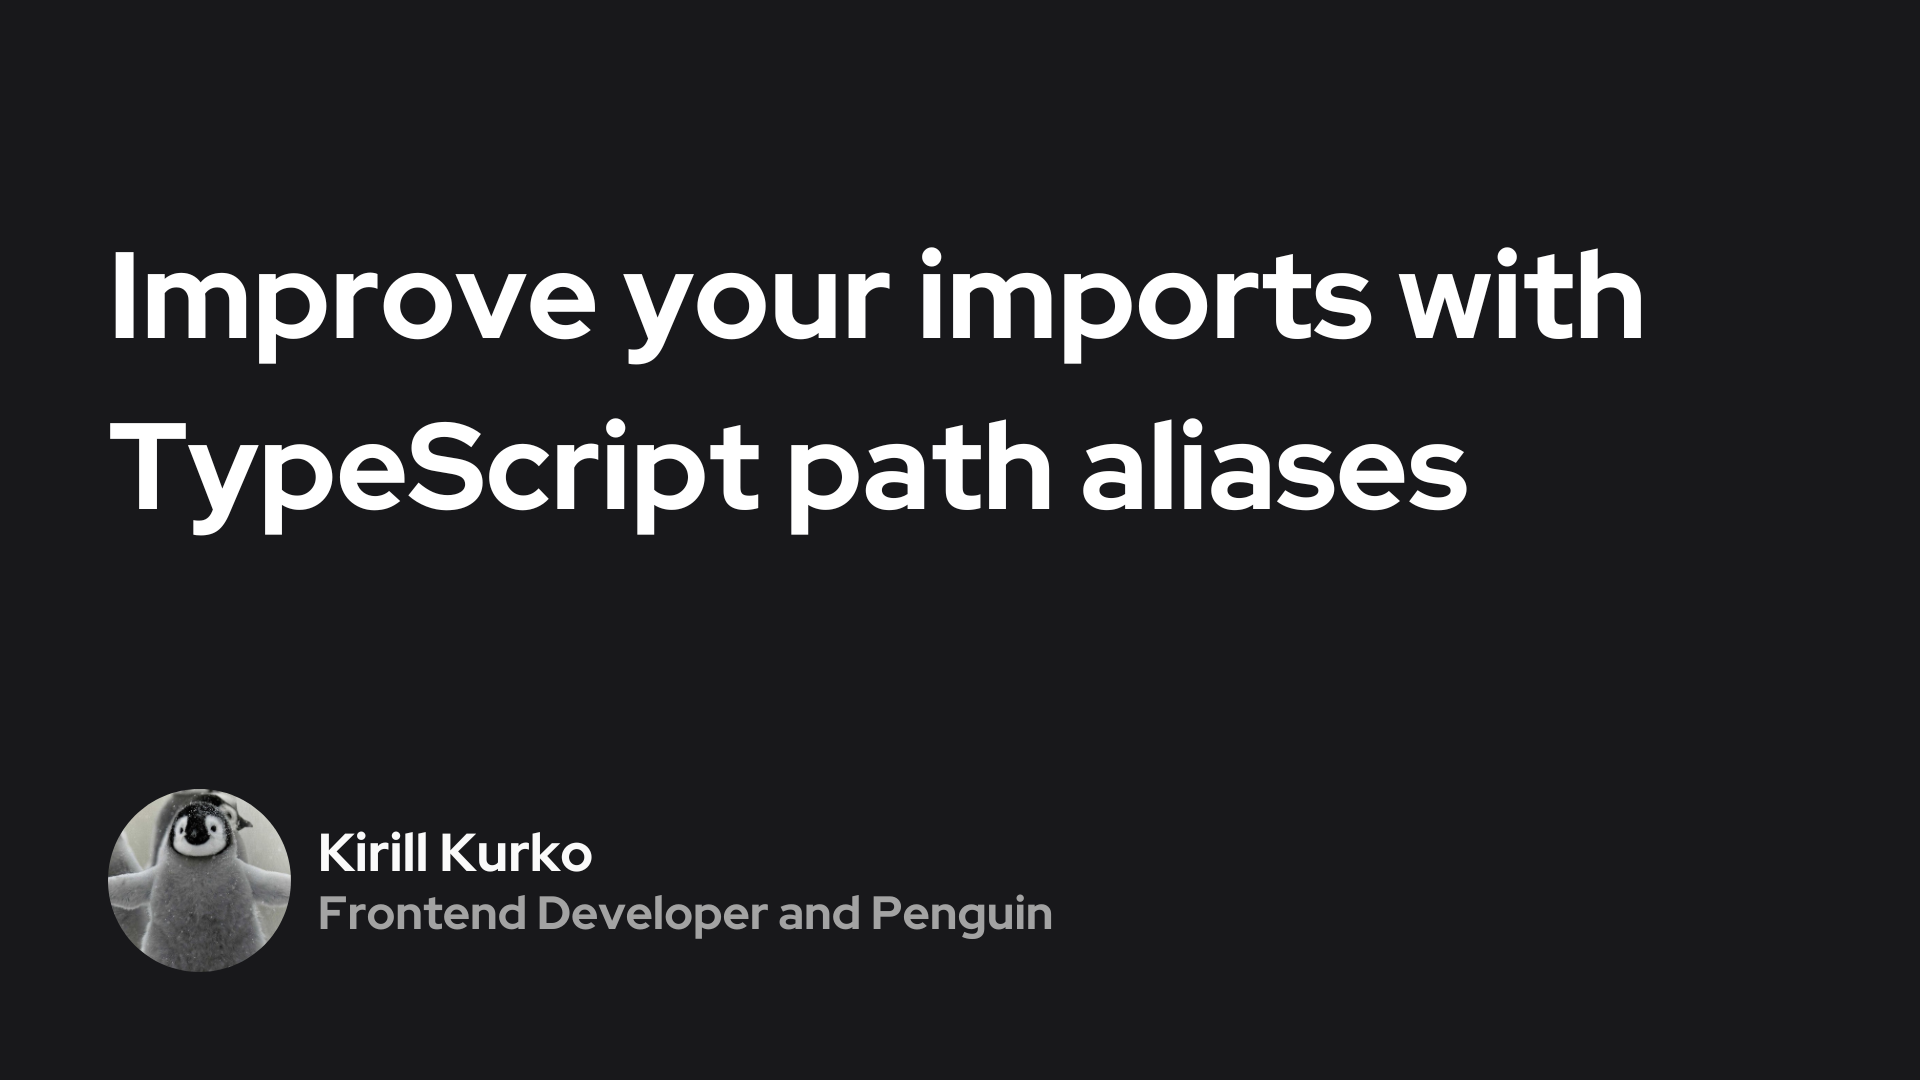 Improve your imports with
TypeScript path aliases
Kirill Kurko
Frontend Developer and Penguin